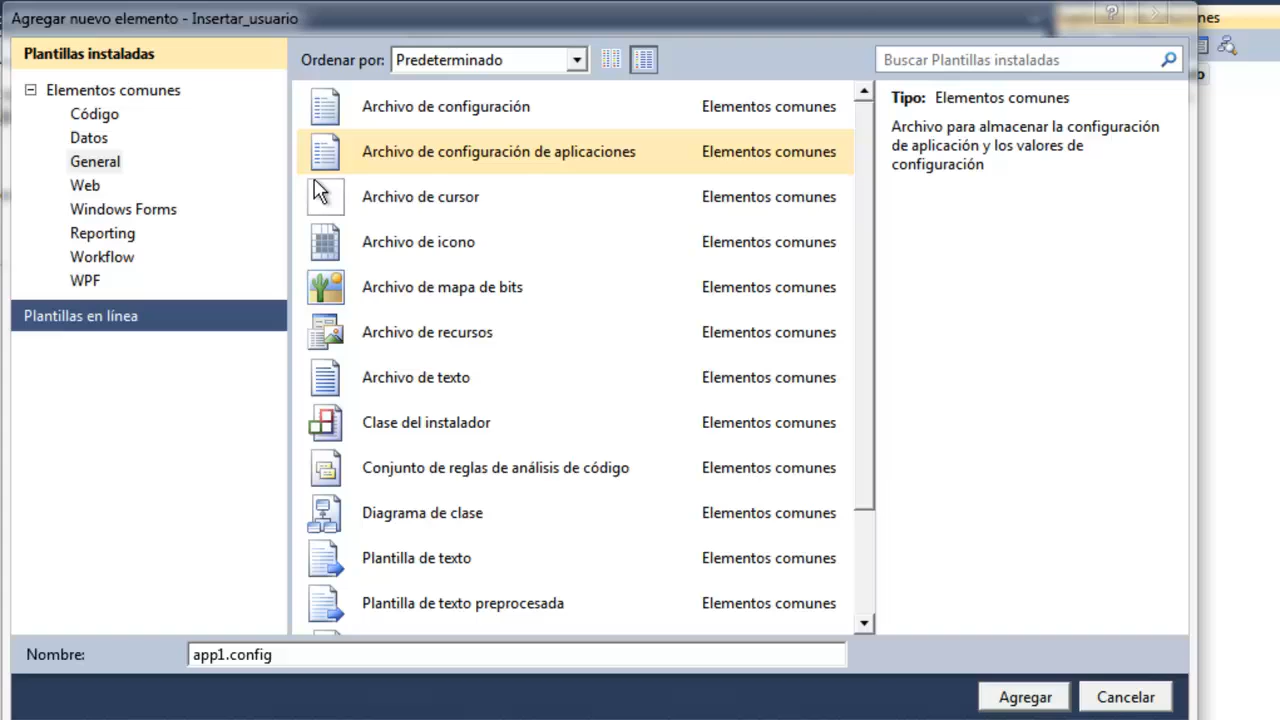 Agregar nuevo elemento - Insertar_usuario
nes
Plantillas instaladas
Ordenar por:
Predeterminado
Buscar Plantillas instaladas
o
Elementos comunes
Código
Datos
General
Web
Windows Forms
Reporting
Workflow
WPF
Plantillas en línea
Archivo de configuración Elementos comunes
Archivo de configuración de aplicaciones Elementos comunes
Archivo de cursor Elementos comunes
Archivo de icono Elementos comunes
Archivo de mapa de bits Elementos comunes
Archivo de recursos Elementos comunes
Archivo de texto Elementos comunes
Clase del instalador Elementos comunes
Conjunto de reglas de análisis de código Elementos comunes
Diagrama de clase Elementos comunes
Plantilla de texto Elementos comunes
Plantilla de texto preprocesada Elementos comunes
Tipo: Elementos comunes
Archivo para almacenar la configuración
de aplicación y los valores de
configuración
Nombre:
app1.config
Agregar
Cancelar